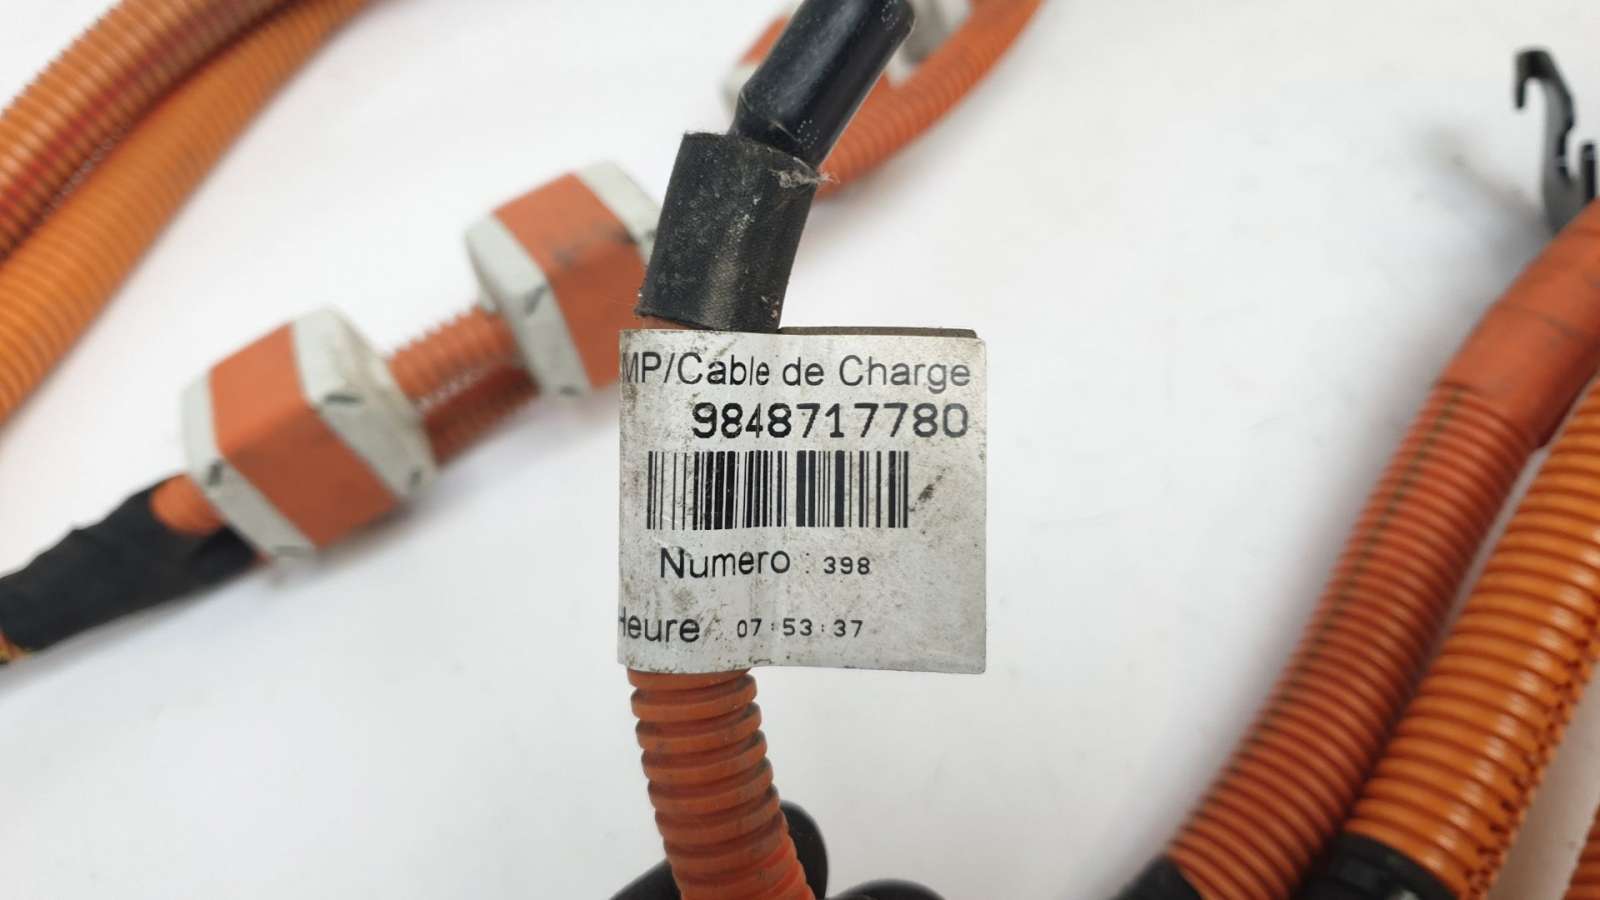 MP/Cable de Charge
9848717780
Numero : 398
Heure : 07:53:37